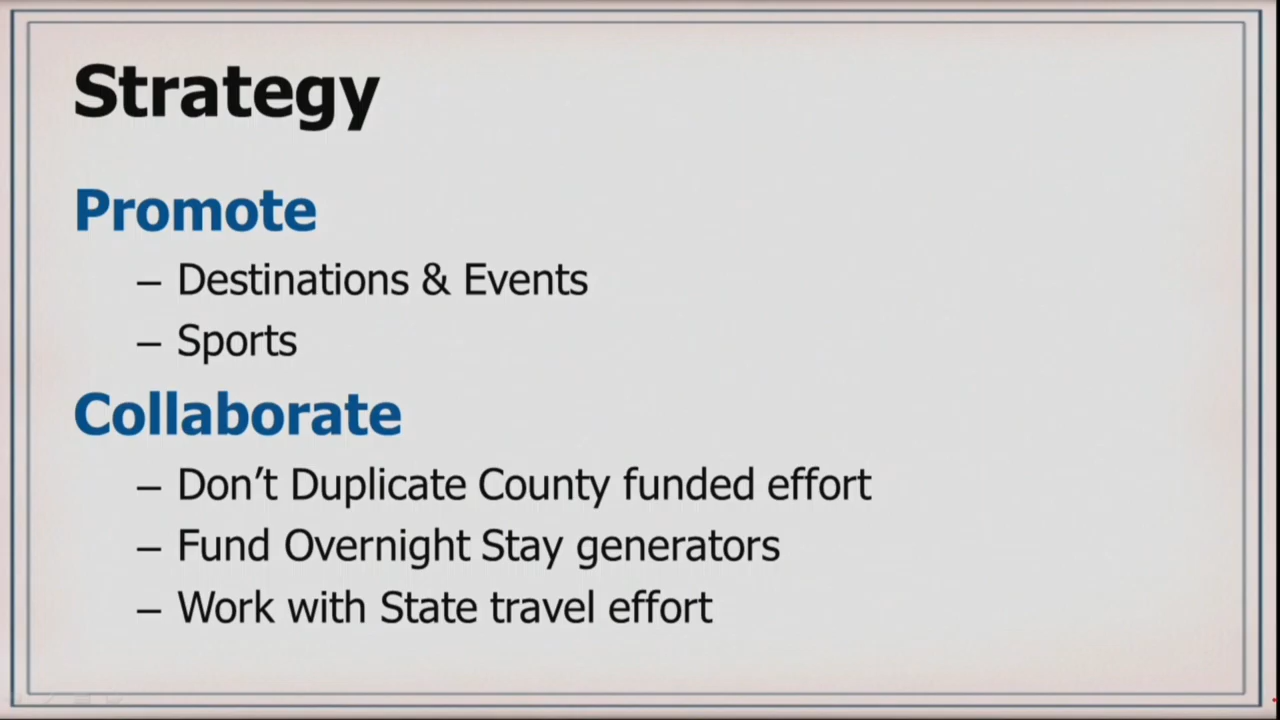 Strategy
Promote
– Destinations & Events
– Sports
Collaborate
– Don’t Duplicate County funded effort
– Fund Overnight Stay generators
– Work with State travel effort